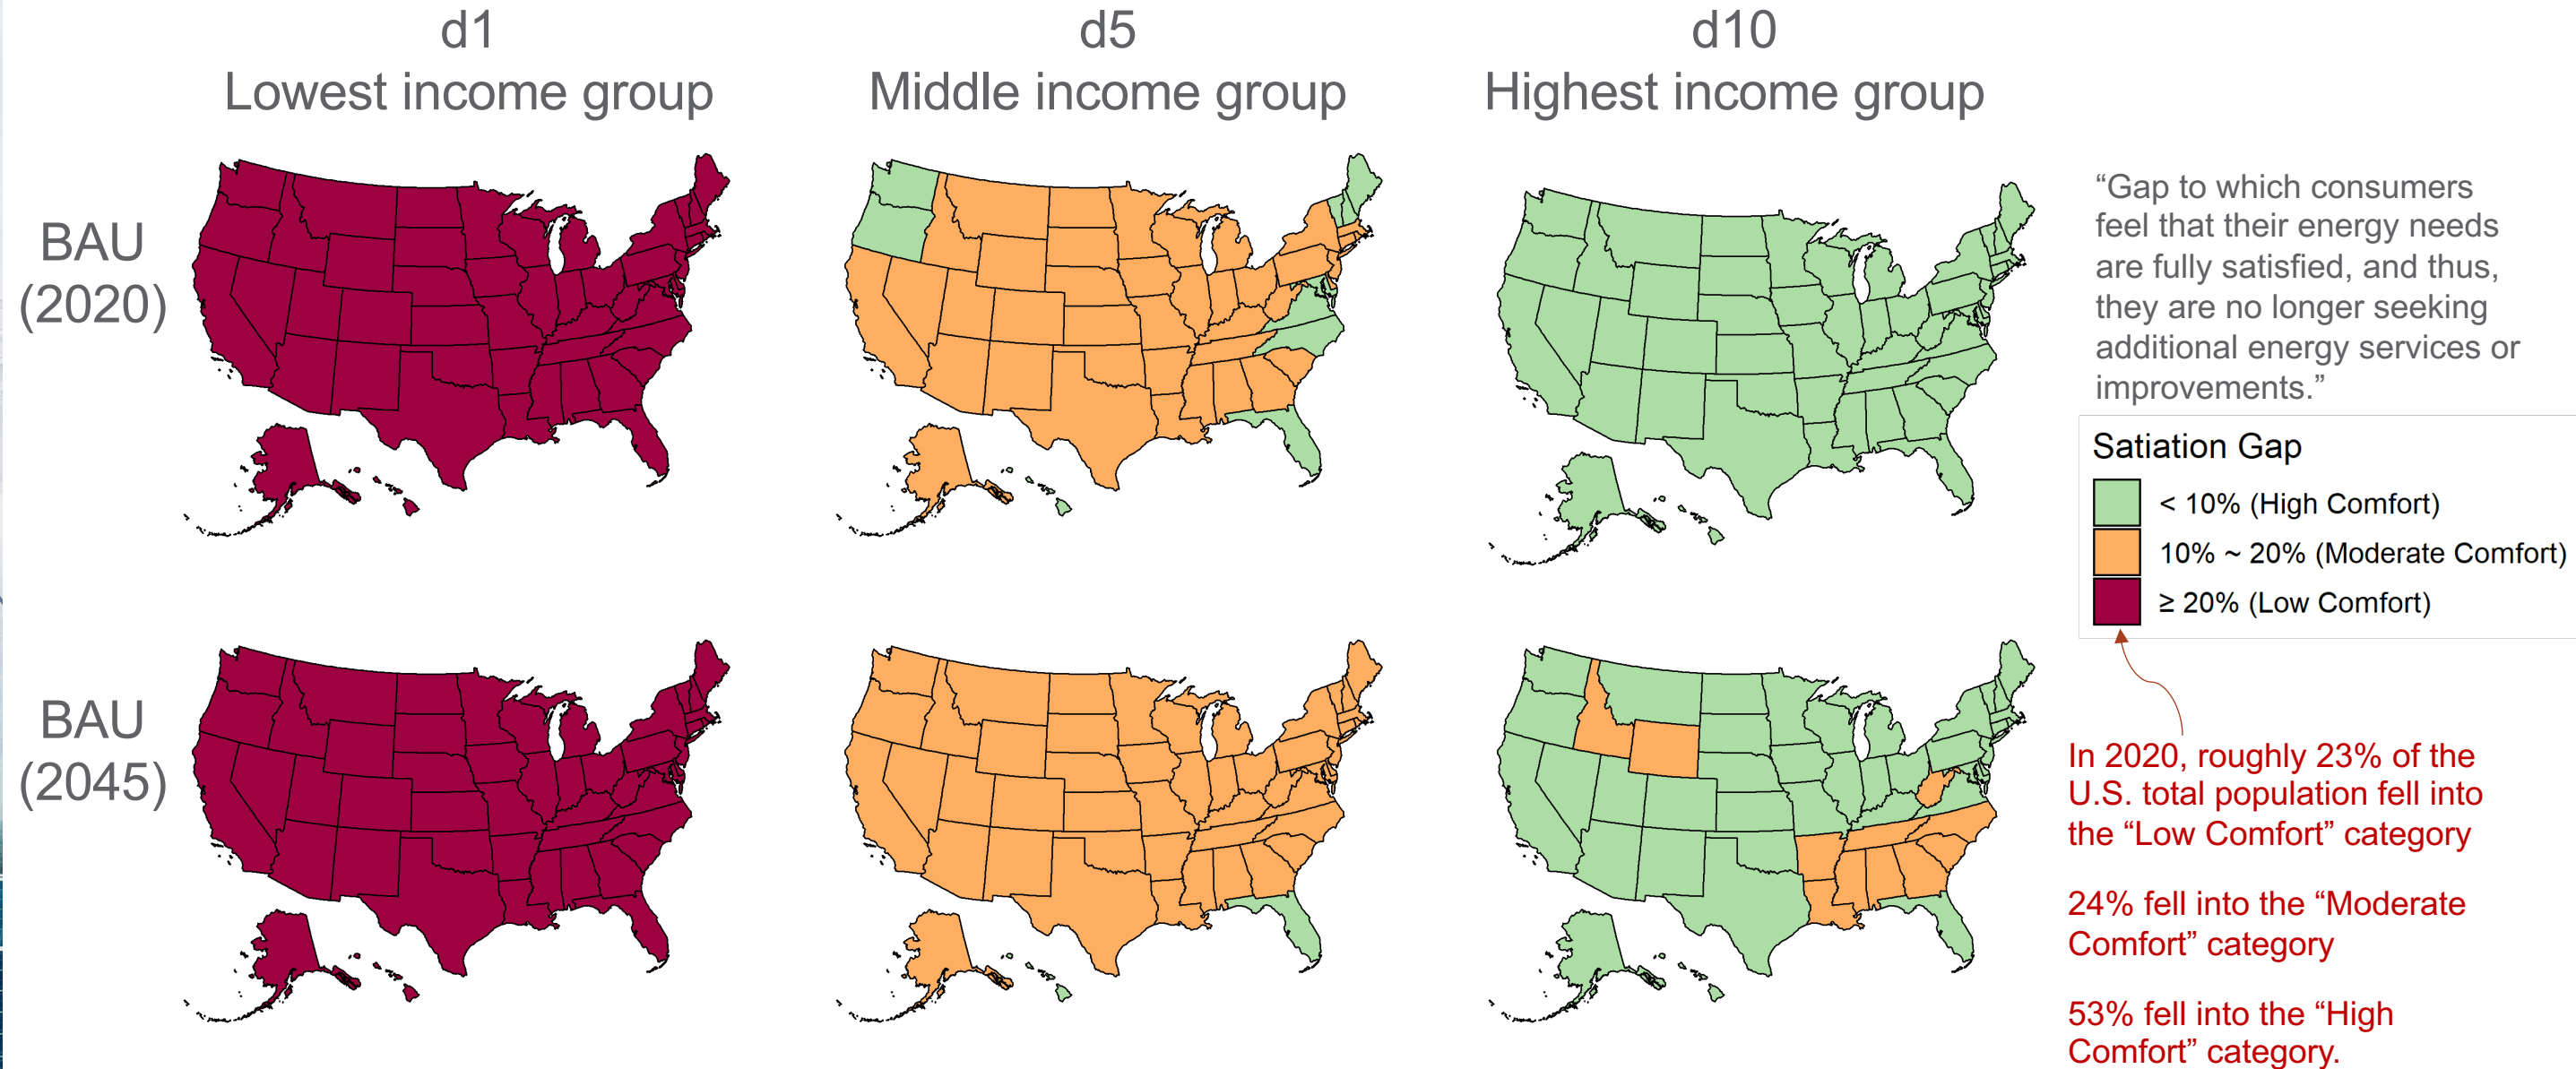 d1
Lowest income group
d5
Middle income group
d10
Highest income group
BAU
(2020)
“Gap to which consumers
feel that their energy needs
are fully satisfied, and thus,
they are no longer seeking
additional energy services or
improvements.”
Satiation Gap
< 10% (High Comfort)
10% ~ 20% (Moderate Comfort)
≥ 20% (Low Comfort)
BAU
(2045)
In 2020, roughly 23% of the
U.S. total population fell into
the “Low Comfort” category
24% fell into the “Moderate
Comfort” category
53% fell into the “High
Comfort” category.